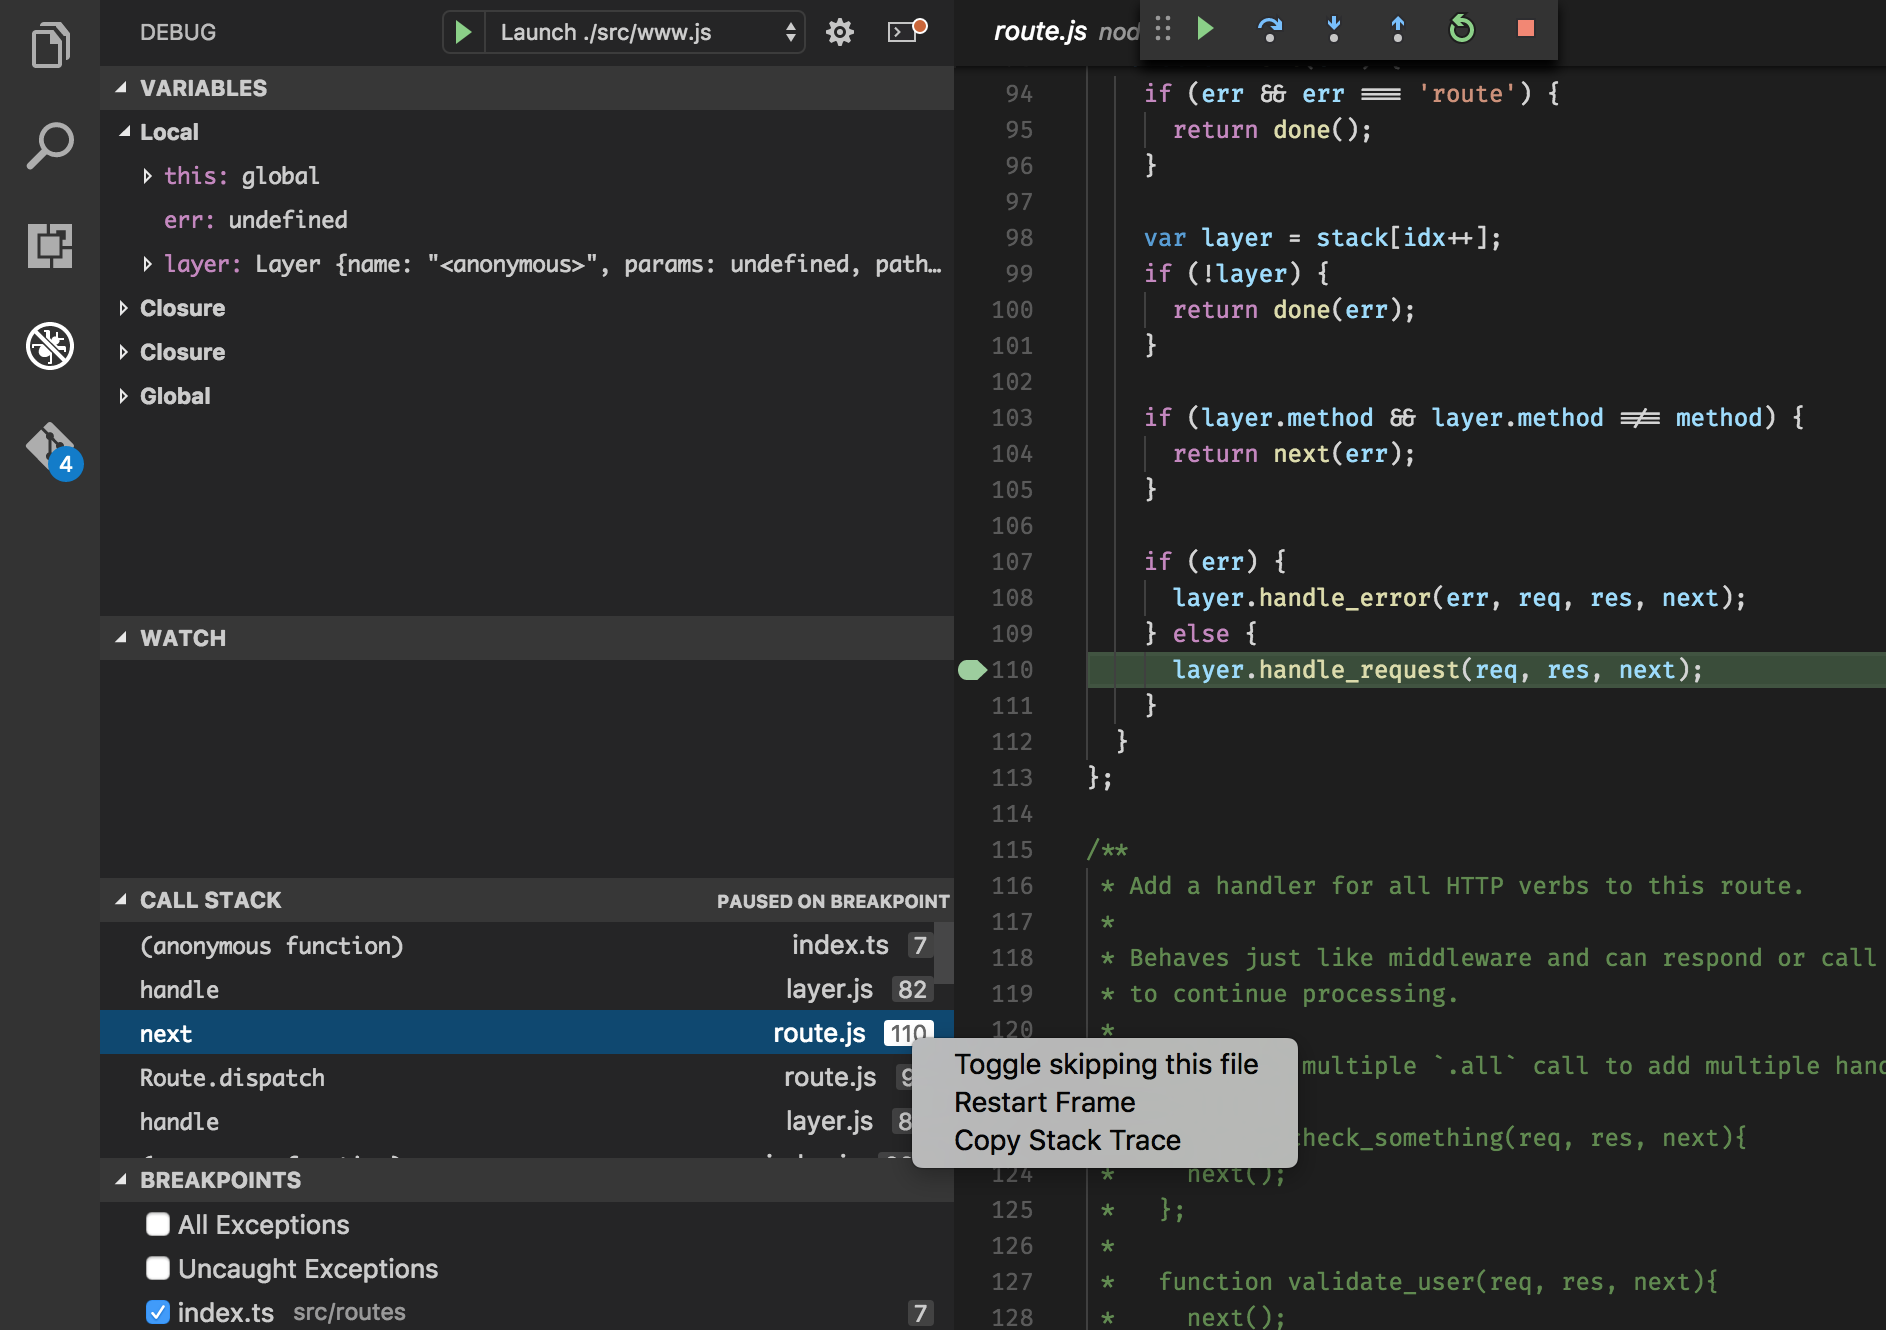 DEBUG
Launch ./src/www.js
VARIABLES
Local
this: global
err: undefined
layer: Layer {name: "<anonymous>", params: undefined, path…
Closure
Closure
Global
4
WATCH
CALL STACK PAUSED ON BREAKPOINT
(anonymous function) index.ts 7
handle layer.js 82
next route.js 110
Route.dispatch route.js 9
handle layer.js 8
BREAKPOINTS
All Exceptions
Uncaught Exceptions
index.ts src/routes 7
route.js nod
94 if (err && err === 'route') {
95 return done();
96 }
97
98 var layer = stack[idx++];
99 if (!layer) {
100 return done(err);
101 }
102
103 if (layer.method && layer.method !== method) {
104 return next(err);
105 }
106
107 if (err) {
108 layer.handle_error(err, req, res, next);
109 } else {
110 layer.handle_request(req, res, next);
111 }
112 }
113 };
114
115 /**
116 * Add a handler for all HTTP verbs to this route.
117 *
118 * Behaves just like middleware and can respond or call
119 * to continue processing.
120 *
multiple `.all` call to add multiple hand
check_something(req, res, next){
124 * next();
125 * };
126 *
127 * function validate_user(req, res, next){
128 * next();
Toggle skipping this file
Restart Frame
Copy Stack Trace